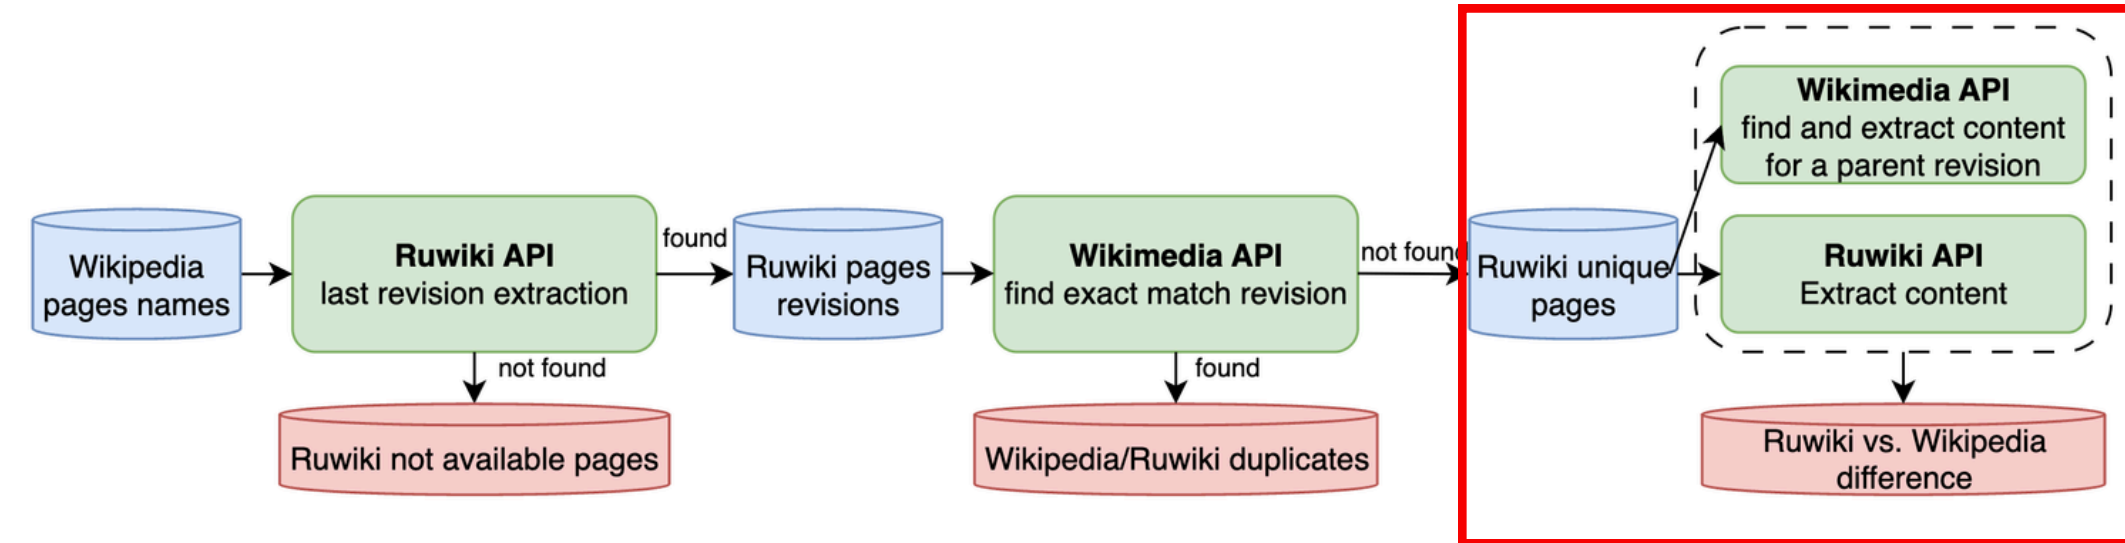 Wikipedia
pages names
Ruwiki API
last revision extraction
not found
Ruwiki not available pages
found
Ruwiki pages
revisions
Wikimedia API
find exact match revision
found
Wikipedia/Ruwiki duplicates
not found
Ruwiki unique
pages
Wikimedia API
find and extract content
for a parent revision
Ruwiki API
Extract content
Ruwiki vs. Wikipedia
difference